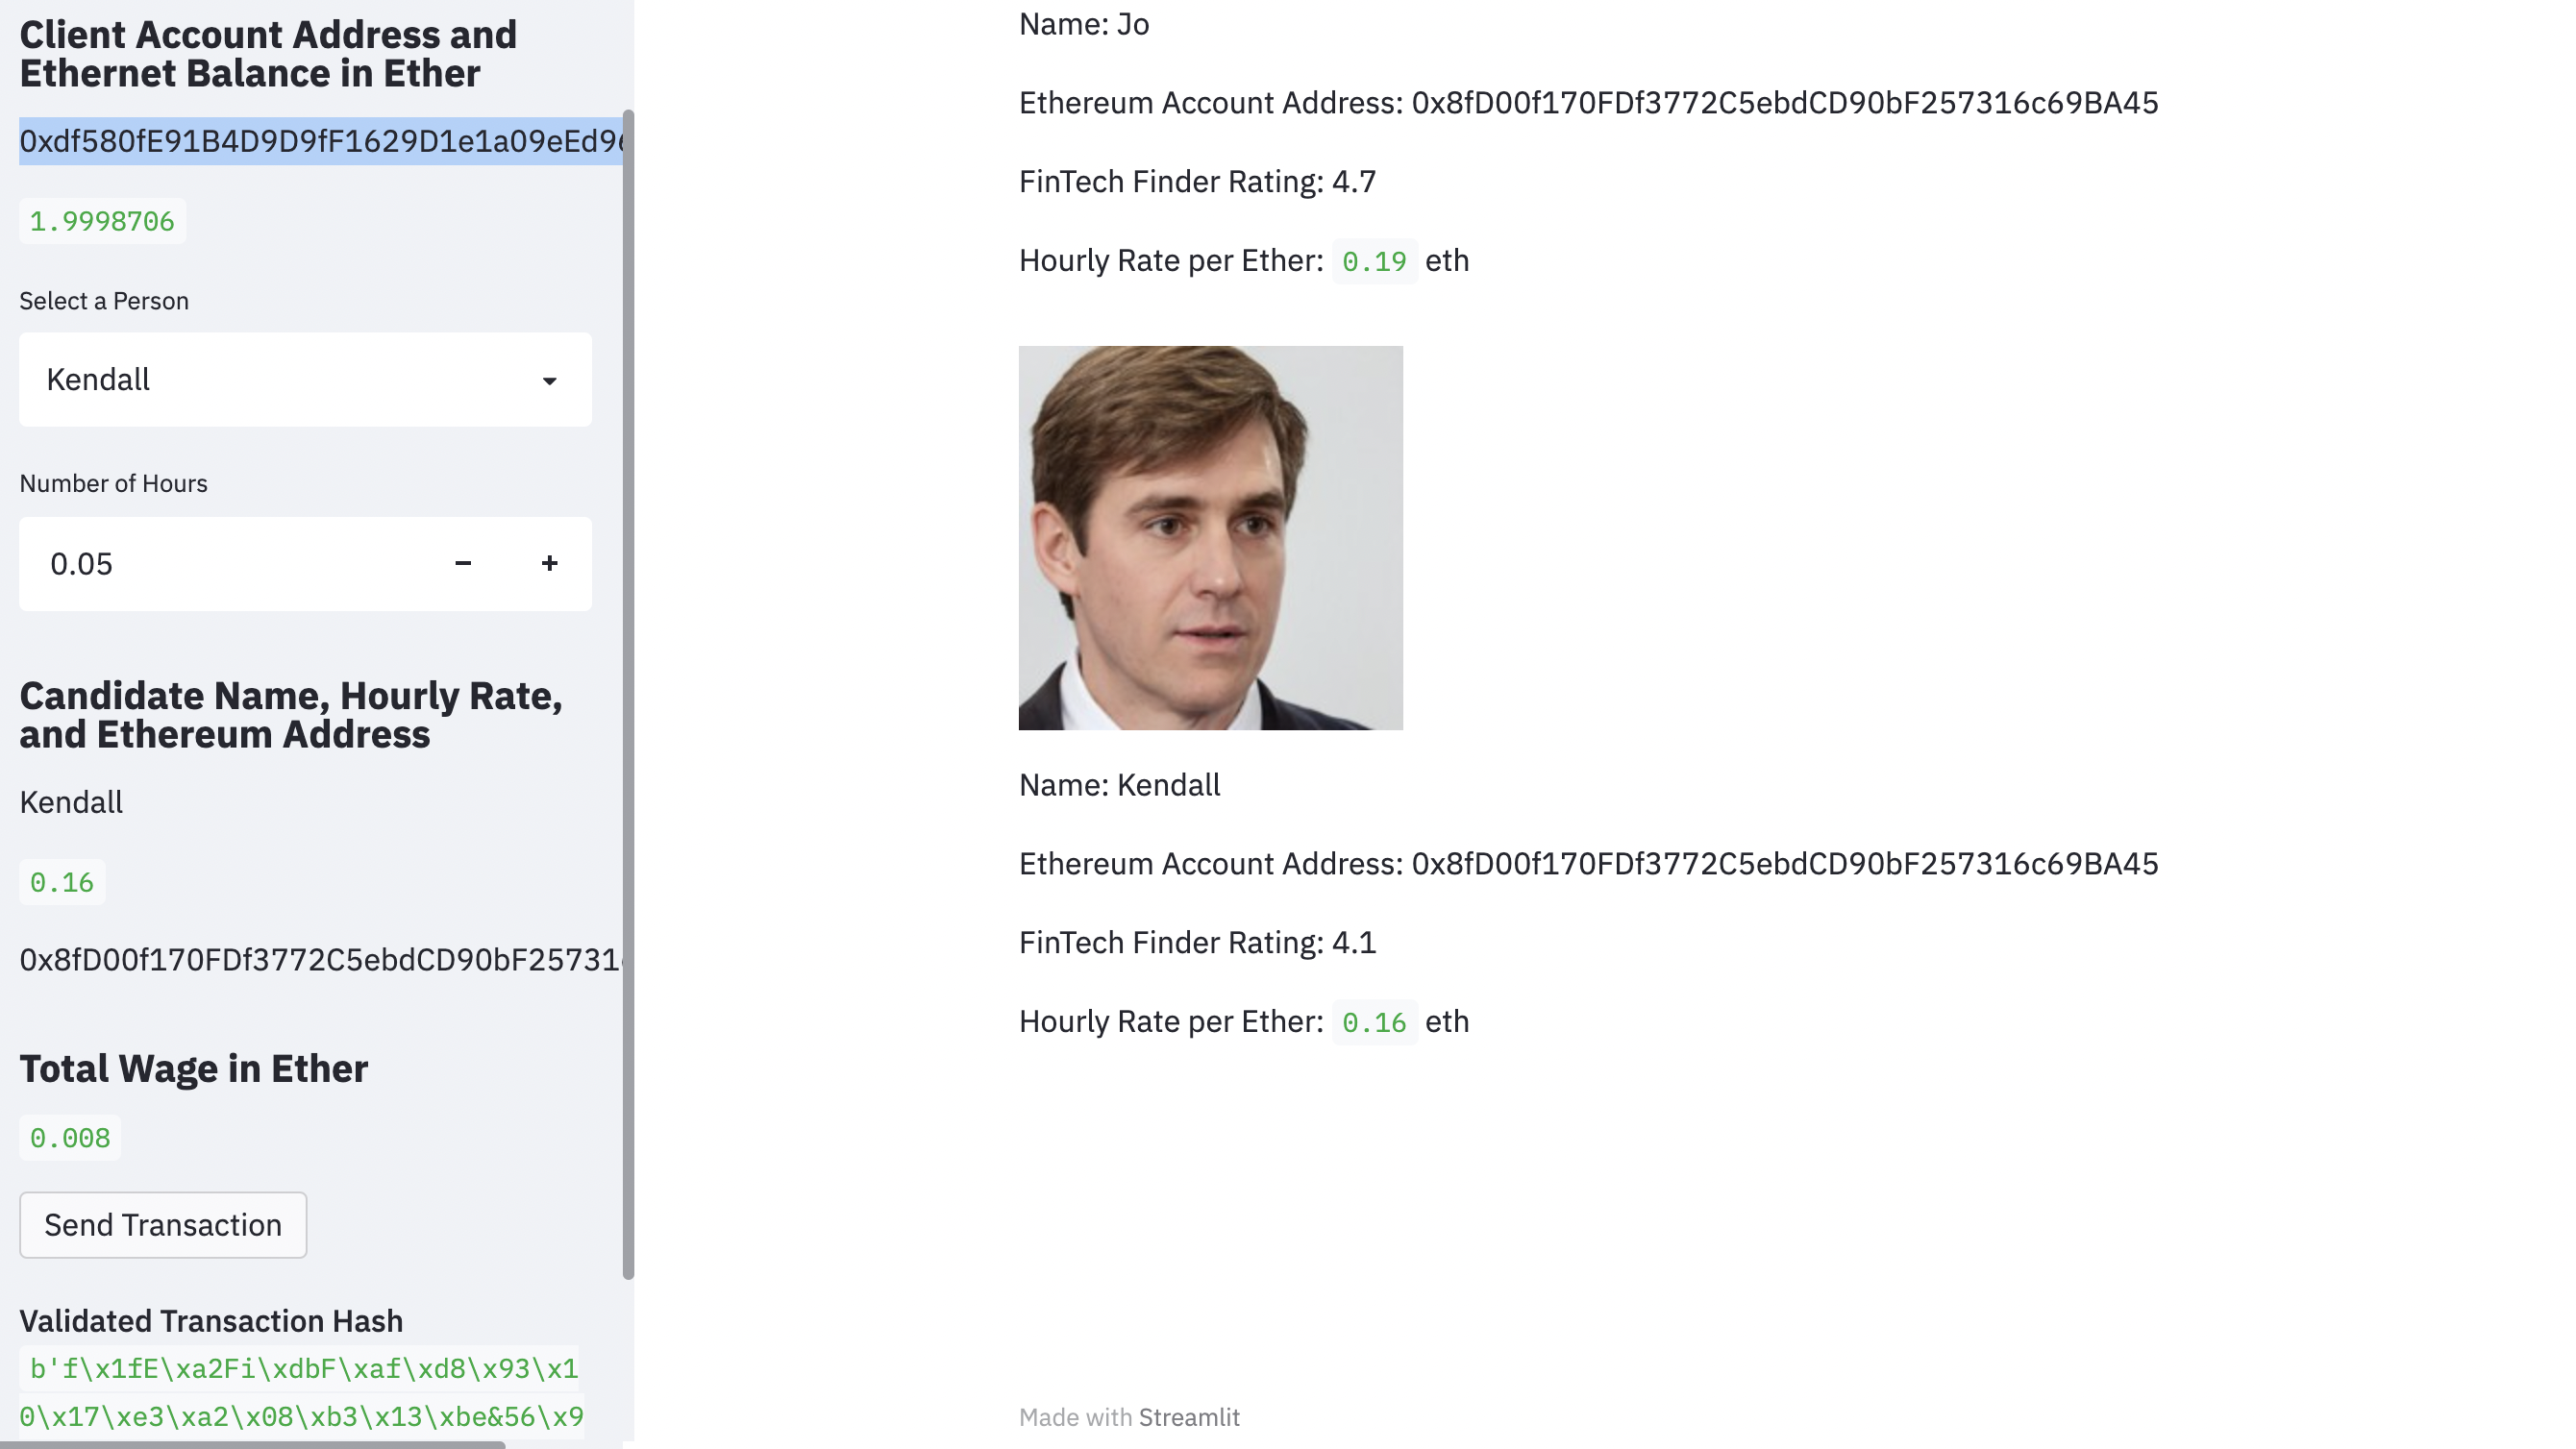 Client Account Address and
Ethernet Balance in Ether
0xdf580fE91B4D9D9fF1629D1e1a09eEd96
1.9998706
Select a Person
Kendall
Number of Hours
0.05
Candidate Name, Hourly Rate,
and Ethereum Address
Kendall
0.16
0x8fD00f170FDf3772C5ebdCD90bF257316
Total Wage in Ether
0.008
Send Transaction
Validated Transaction Hash
b'f\x1fE\xa2Fi\xdbF\xaf\xd8\x93\x1
0\x17\xe3\xa2\x08\xb3\x13\xbe&56\x9
Name: Jo
Ethereum Account Address: 0x8fD00f170FDf3772C5ebdCD90bF257316c69BA45
FinTech Finder Rating: 4.7
Hourly Rate per Ether: 0.19 eth
Name: Kendall
Ethereum Account Address: 0x8fD00f170FDf3772C5ebdCD90bF257316c69BA45
FinTech Finder Rating: 4.1
Hourly Rate per Ether: 0.16 eth
Made with Streamlit